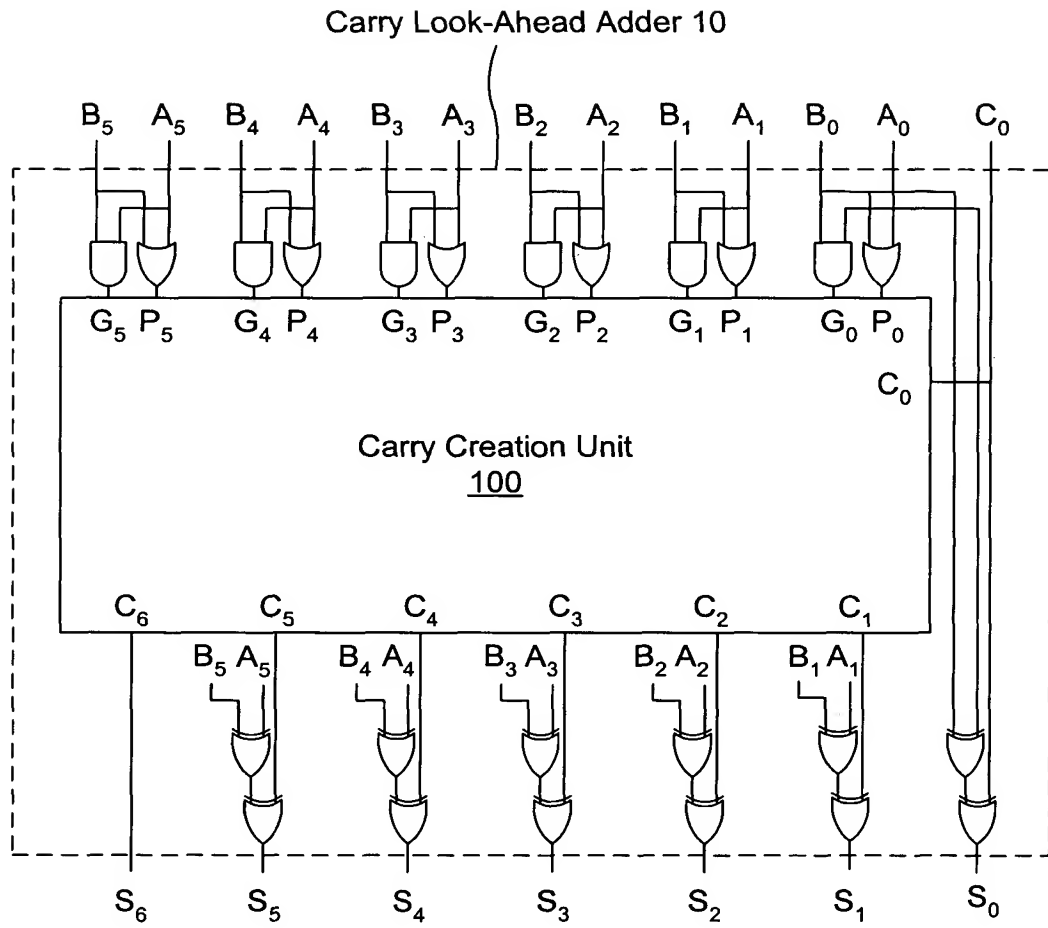 Carry Look-Ahead Adder 10
B₅ A₅ B₄ A₄ B₃ A₃ B₂ A₂ B₁ A₁ B₀ A₀ C₀
G₅ P₅ G₄ P₄ G₃ P₃ G₂ P₂ G₁ P₁ G₀ P₀
C₀
Carry Creation Unit
100
C₆ C₅ C₄ C₃ C₂ C₁
B₅ A₅ B₄ A₄ B₃ A₃ B₂ A₂ B₁ A₁
S₆ S₅ S₄ S₃ S₂ S₁ S₀